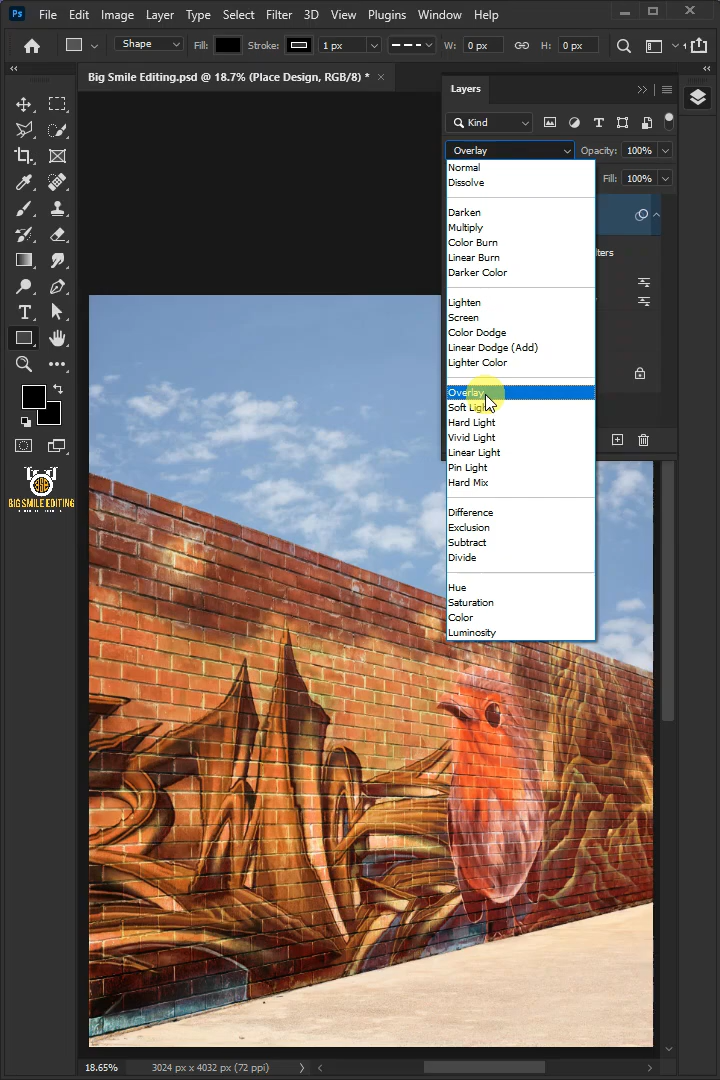 Ps File Edit Image Layer Type Select Filter 3D View Plugins Window Help
Shape Fill: Stroke: 1 px W: 0 px H: 0 px
Big Smile Editing.psd @ 18.7% (Place Design, RGB/8) *
Layers
Kind
Overlay Opacity: 100%
Fill: 100%
Normal
Dissolve
Darken
Multiply
Color Burn
Linear Burn
Darker Color
Lighten
Screen
Color Dodge
Linear Dodge (Add)
Lighter Color
Overlay
Soft Light
Hard Light
Vivid Light
Linear Light
Pin Light
Hard Mix
Difference
Exclusion
Subtract
Divide
Hue
Saturation
Color
Luminosity
BIG SMILE EDITING
18.65% 3024 px x 4032 px (72 ppi)